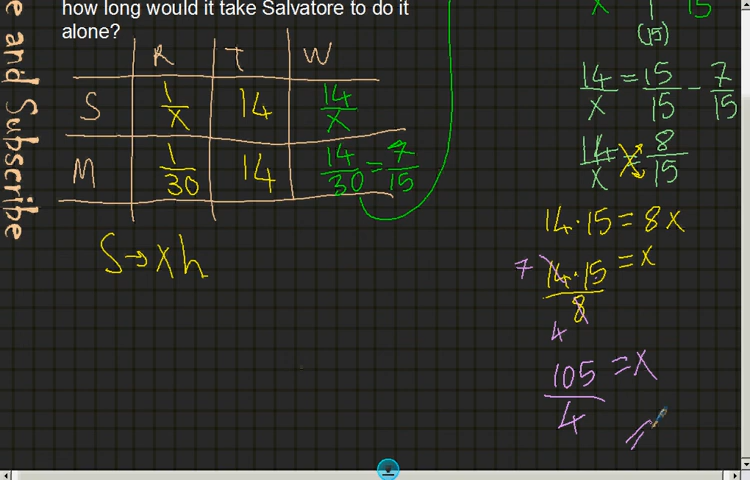 how long would it take Salvatore to do it
alone?
R T W
S 1/x 14 14/x
M 1/30 14 14/30 = 7/15
S → x h
x 1 15
(15)
14/x = 15/15 - 7/15
14/x = 8/15
14·15 = 8x
7 14·15/8 = x
4
105/4 = x
=
e and Subscribe